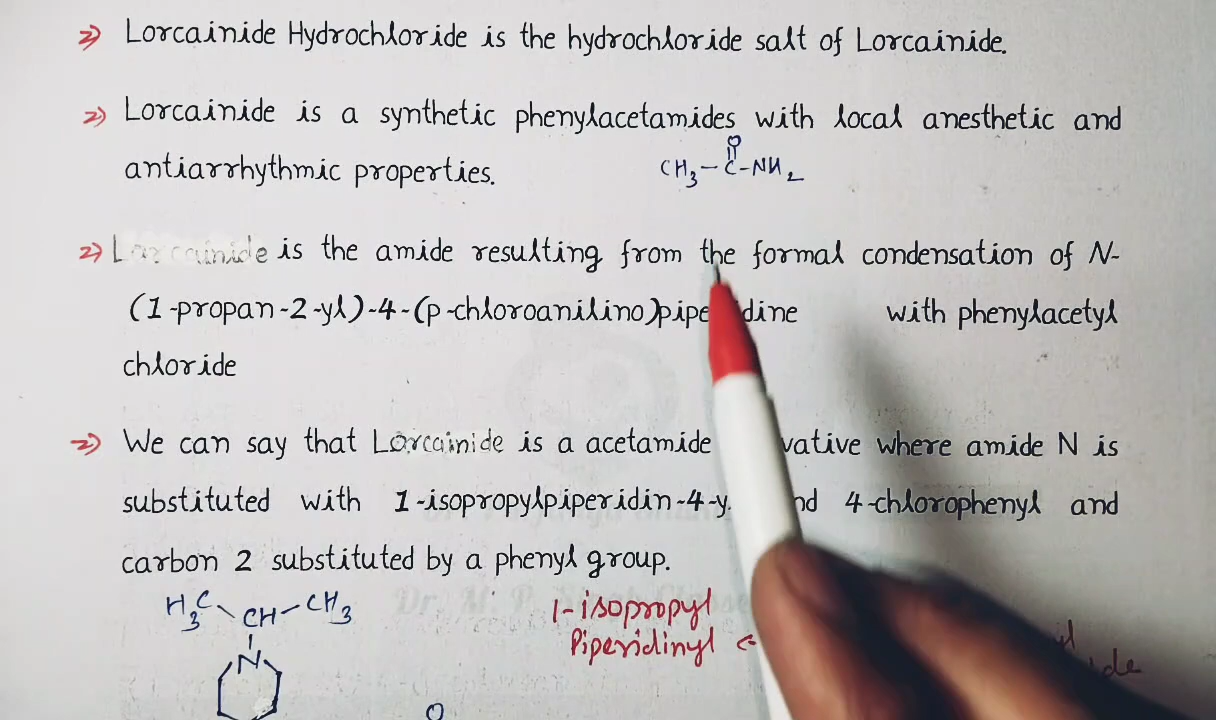 Lorcainide Hydrochloride is the hydrochloride salt of Lorcainide.
Lorcainide is a synthetic phenylacetamides with local anesthetic and
antiarrhythmic properties.
CH3-C-NH2
O
Lorcainide is the amide resulting from the formal condensation of N-
(1-propan-2-yl)-4-(p-chloroanilino)pipe dine with phenylacetyl
chloride
We can say that Lorcainide is a acetamide vative where amide N is
substituted with 1-isopropylpiperidin-4-y nd 4-chlorophenyl and
carbon 2 substituted by a phenyl group.
H3C CH-CH3
N
O
1-isopropyl
Piperidinyl